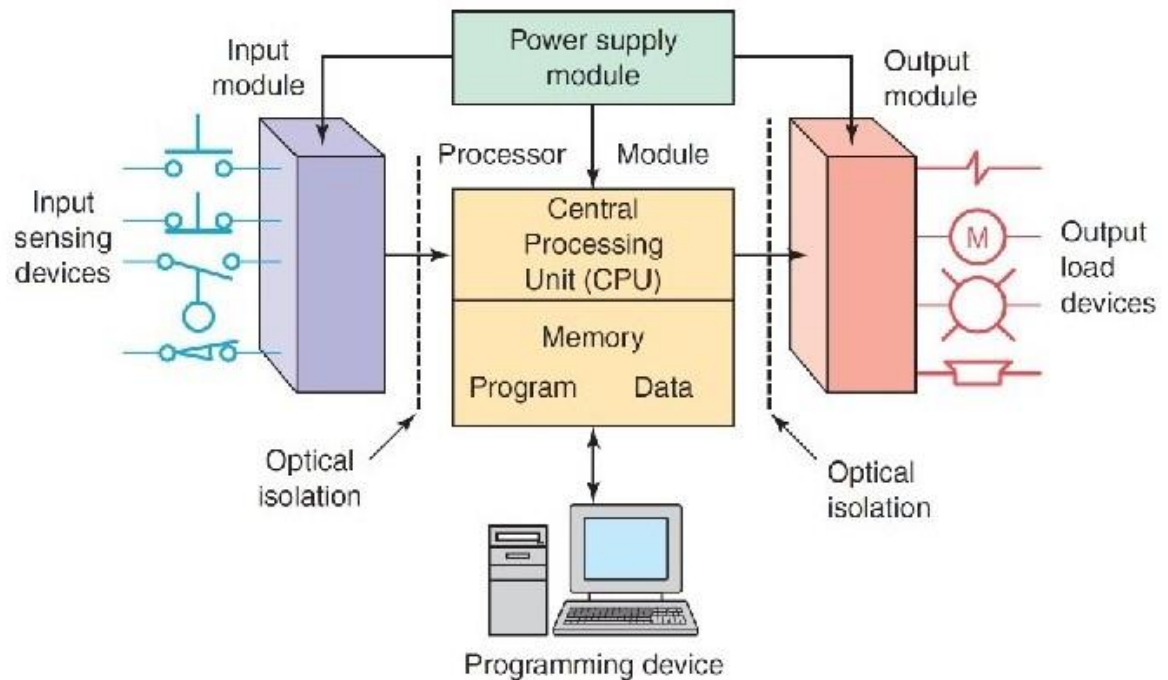 Input
module
Power supply
module
Output
module
Processor Module
Input
sensing
devices
Central
Processing
Unit (CPU)
M
Output
load
devices
Memory
Program Data
Optical
isolation
Optical
isolation
Programming device